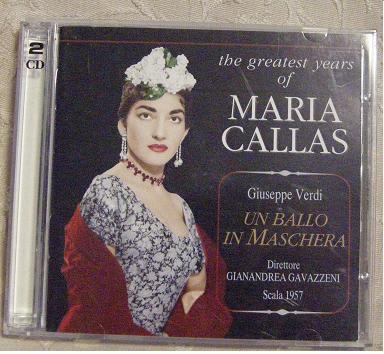 2
CD
the greatest years
of
MARIA
CALLAS
Giuseppe Verdi
UN BALLO
IN MASCHERA
Direttore
GIANANDREA GAVAZZENI
Scala 1957